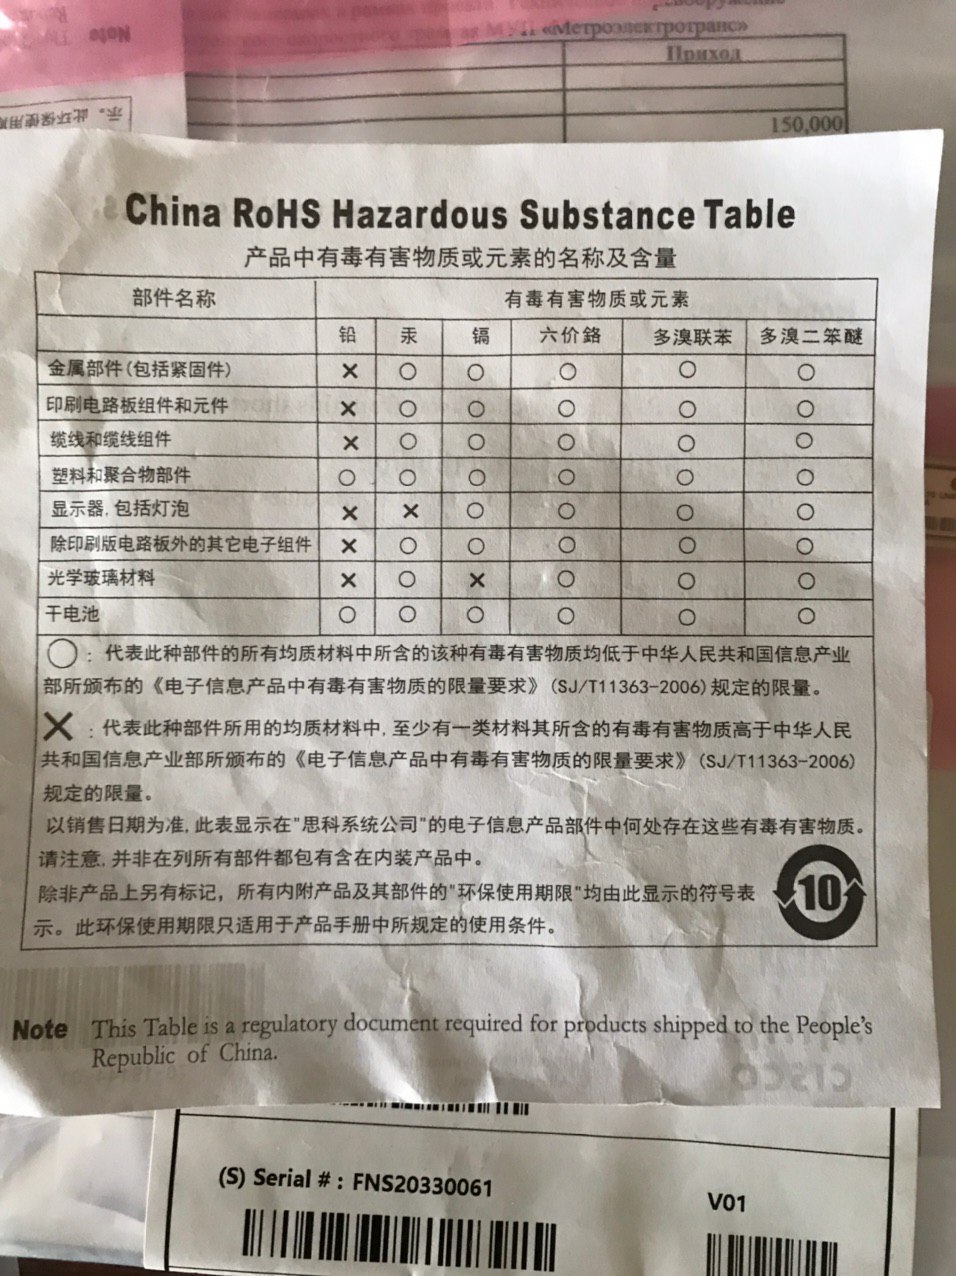 МУП «Метроэлектротранс»
Приход
150,000
Note
示。此环保使用期
China RoHS Hazardous Substance Table
产品中有毒有害物质或元素的名称及含量
部件名称 有毒有害物质或元素
铅 汞 镉 六价鉻 多溴联苯 多溴二笨醚
金属部件(包括紧固件) × ○ ○ ○ ○ ○
印刷电路板组件和元件 × ○ ○ ○ ○ ○
缆线和缆线组件 × ○ ○ ○ ○ ○
塑料和聚合物部件 ○ ○ ○ ○ ○ ○
显示器,包括灯泡 × × ○ ○ ○ ○
除印刷版电路板外的其它电子组件 × ○ ○ ○ ○ ○
光学玻璃材料 × ○ × ○ ○ ○
干电池 ○ ○ ○ ○ ○ ○
○：代表此种部件的所有均质材料中所含的该种有毒有害物质均低于中华人民共和国信息产业
部所颁布的《电子信息产品中有毒有害物质的限量要求》(SJ/T11363-2006)规定的限量。
×：代表此种部件所用的均质材料中,至少有一类材料其所含的有毒有害物质高于中华人民
共和国信息产业部所颁布的《电子信息产品中有毒有害物质的限量要求》(SJ/T11363-2006)
规定的限量。
以销售日期为准,此表显示在"思科系统公司"的电子信息产品部件中何处存在这些有毒有害物质。
请注意,并非在列所有部件都包有含在内装产品中。
除非产品上另有标记，所有内附产品及其部件的"环保使用期限"均由此显示的符号表
示。此环保使用期限只适用于产品手册中所规定的使用条件。
10
Note This Table is a regulatory document required for products shipped to the People's
Republic of China.
CISCO
(S) Serial # : FNS20330061
V01